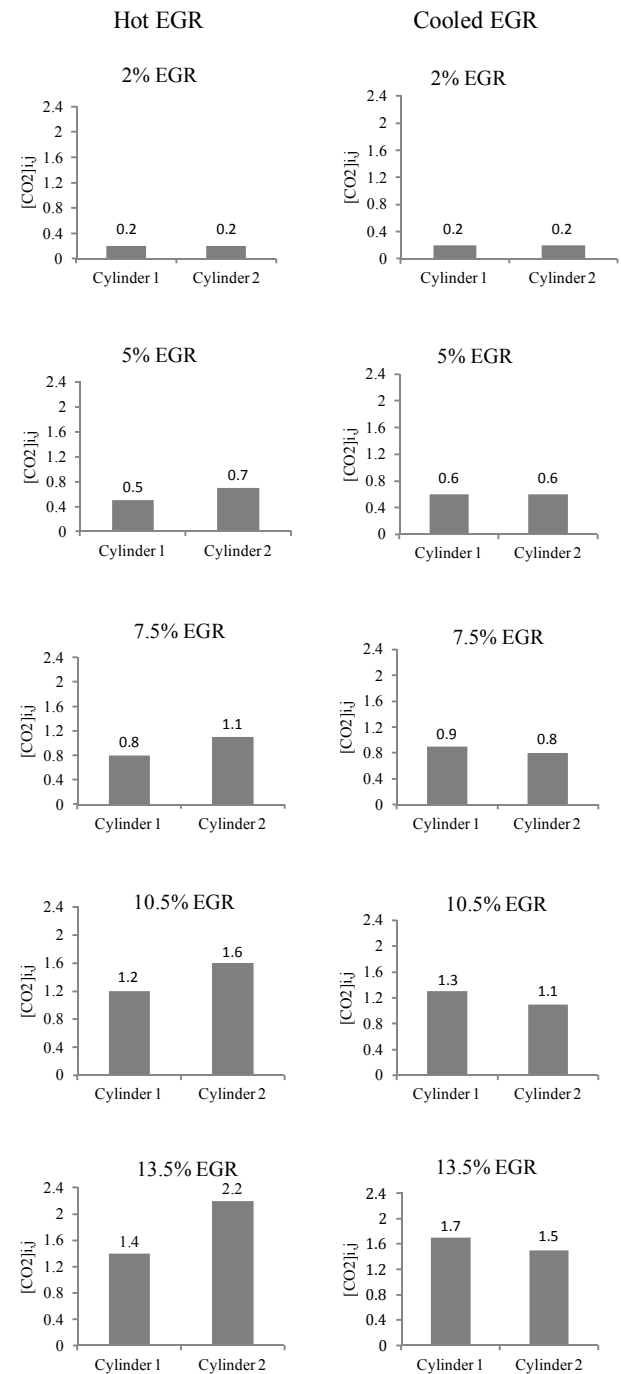 Hot EGR
Cooled EGR
2% EGR
2.4
2
1.6
1.2
0.8
0.4
0
[CO2]i,j
0.2
0.2
Cylinder 1
Cylinder 2
2% EGR
2.4
2
1.6
1.2
0.8
0.4
0
[CO2]i,j
0.2
0.2
Cylinder 1
Cylinder 2
5% EGR
2.4
2
1.6
1.2
0.8
0.4
0
[CO2]i,j
0.5
0.7
Cylinder 1
Cylinder 2
5% EGR
2.4
2
1.6
1.2
0.8
0.4
0
[CO2]i,j
0.6
0.6
Cylinder 1
Cylinder 2
7.5% EGR
2.4
2
1.6
1.2
0.8
0.4
0
[CO2]i,j
0.8
1.1
Cylinder 1
Cylinder 2
7.5% EGR
2.4
2
1.6
1.2
0.8
0.4
0
[CO2]i,j
0.9
0.8
Cylinder 1
Cylinder 2
10.5% EGR
2.4
2
1.6
1.2
0.8
0.4
0
[CO2]i,j
1.2
1.6
Cylinder 1
Cylinder 2
10.5% EGR
2.4
2
1.6
1.2
0.8
0.4
0
[CO2]i,j
1.3
1.1
Cylinder 1
Cylinder 2
13.5% EGR
2.4
2
1.6
1.2
0.8
0.4
0
[CO2]i,j
1.4
2.2
Cylinder 1
Cylinder 2
13.5% EGR
2.4
2
1.6
1.2
0.8
0.4
0
[CO2]i,j
1.7
1.5
Cylinder 1
Cylinder 2